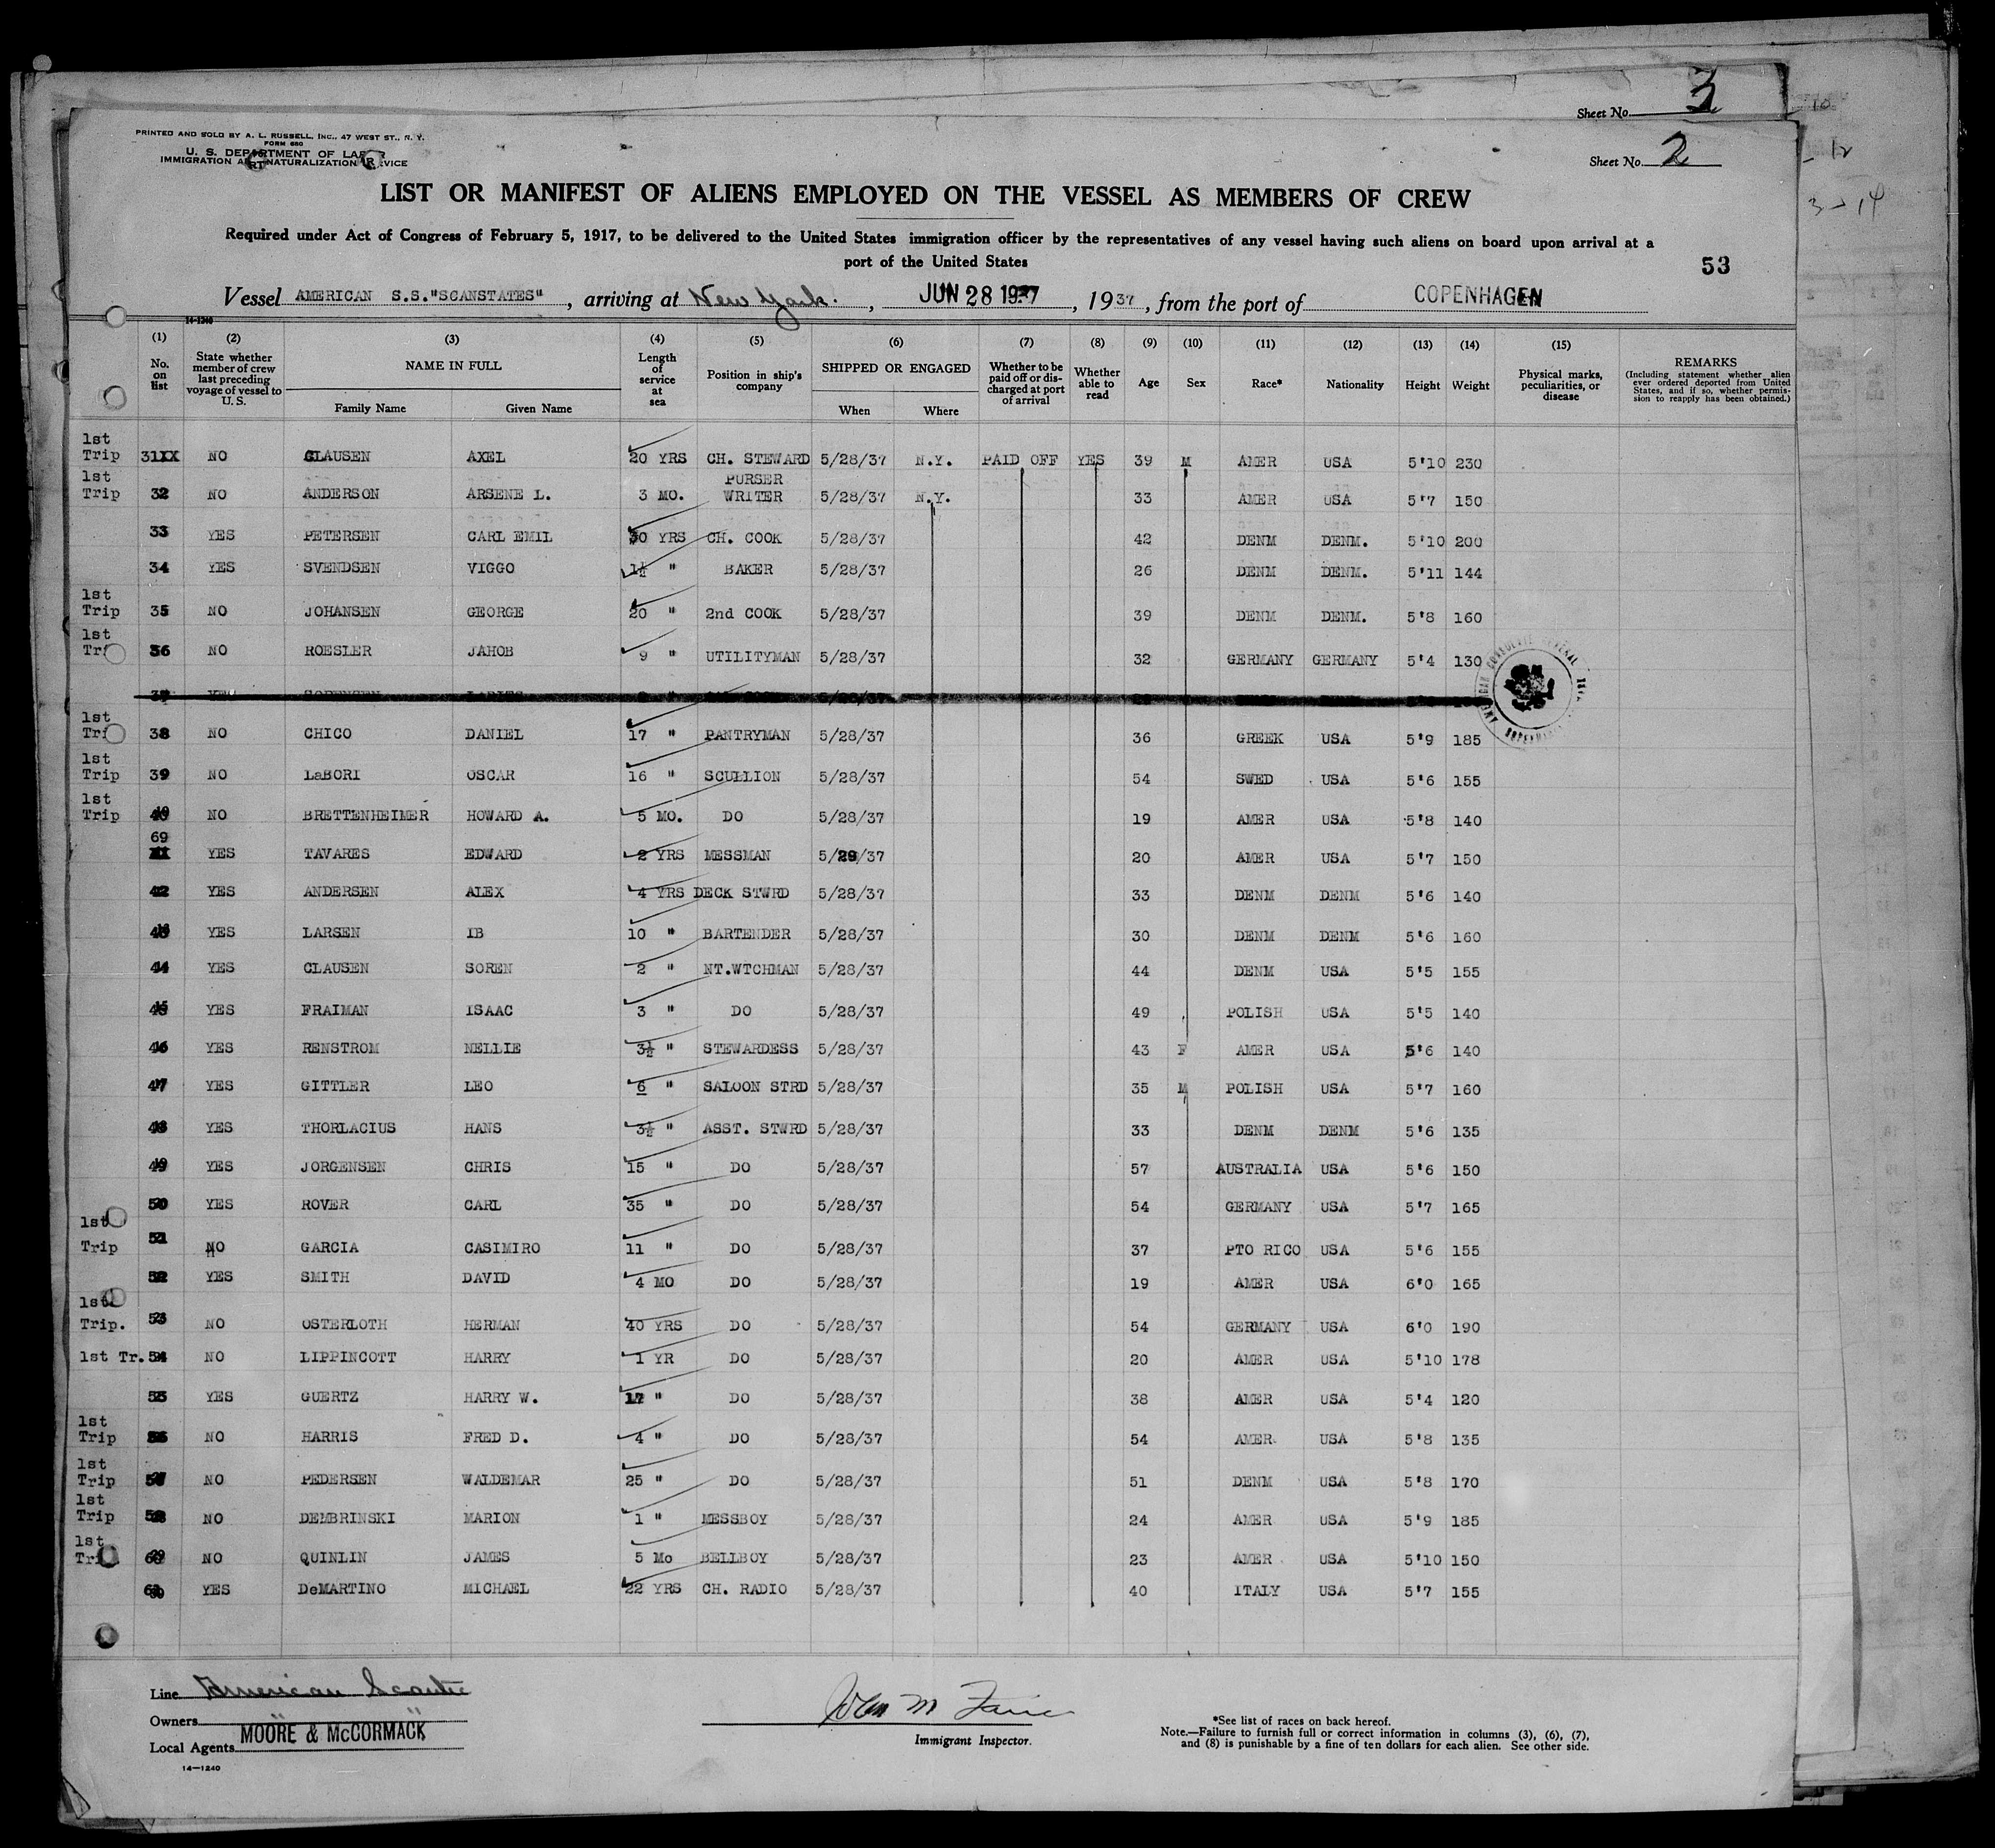 Sheet No. 3
PRINTED AND SOLD BY A. L. RUSSELL, INC., 47 WEST ST., N. Y.
FORM 680
U. S. DEPARTMENT OF LABOR
IMMIGRATION NATURALIZATION SERVICE
Sheet No. 2
LIST OR MANIFEST OF ALIENS EMPLOYED ON THE VESSEL AS MEMBERS OF CREW
Required under Act of Congress of February 5, 1917, to be delivered to the United States immigration officer by the representatives of any vessel having such aliens on board upon arrival at a
port of the United States
53
Vessel AMERICAN S.S."SCANSTATES", arriving at New York., JUN 28 1937, 1937, from the port of COPENHAGEN
14-1240
(1) (2) (3) (4) (5) (6) (7) (8) (9) (10) (11) (12) (13) (14) (15)
No. on list State whether member of crew last preceding voyage of vessel to U. S. NAME IN FULL Family Name Given Name Length of service at sea Position in ship's company SHIPPED OR ENGAGED When Where Whether to be paid off or discharged at port of arrival Whether able to read Age Sex Race* Nationality Height Weight Physical marks, peculiarities, or disease REMARKS (Including statement whether alien ever ordered deported from United States, and if so, whether permission to reapply has been obtained.)
1st Trip 31 NO CLAUSEN AXEL 20 YRS CH. STEWARD 5/28/37 N.Y. PAID OFF YES 39 M AMER USA 5'10 230
1st Trip 32 NO ANDERSON ARSENE L. 3 MO. PURSER WRITER 5/28/37 N.Y. 33 AMER USA 5'7 150
33 YES PETERSEN CARL EMIL 30 YRS CH. COOK 5/28/37 42 DENM DENM. 5'10 200
34 YES SVENDSEN VIGGO 1½ " BAKER 5/28/37 26 DENM DENM. 5'11 144
1st Trip 35 NO JOHANSEN GEORGE 20 " 2nd COOK 5/28/37 39 DENM DENM. 5'8 160
1st Trip 36 NO ROESLER JAHOB 9 " UTILITYMAN 5/28/37 32 GERMANY GERMANY 5'4 130
1st Trip 38 NO CHICO DANIEL 17 " PANTRYMAN 5/28/37 36 GREEK USA 5'9 185
1st Trip 39 NO LaBORI OSCAR 16 " SCULLION 5/28/37 54 SWED USA 5'6 155
1st Trip 40 NO BRETTENHEIMER HOWARD A. 5 MO. DO 5/28/37 19 AMER USA 5'8 140
69 YES TAVARES EDWARD 2 YRS MESSMAN 5/29/37 20 AMER USA 5'7 150
42 YES ANDERSEN ALEX 4 YRS DECK STWRD 5/28/37 33 DENM DENM 5'6 140
43 YES LARSEN IB 10 " BARTENDER 5/28/37 30 DENM DENM 5'6 160
44 YES CLAUSEN SOREN 2 " NT.WTCHMAN 5/28/37 44 DENM USA 5'5 155
45 YES FRAIMAN ISAAC 3 " DO 5/28/37 49 POLISH USA 5'5 140
46 YES RENSTROM NELLIE 3½ " STEWARDESS 5/28/37 43 F AMER USA 5'6 140
47 YES GITTLER LEO 6 " SALOON STRD 5/28/37 35 M POLISH USA 5'7 160
48 YES THORLACIUS HANS 3½ " ASST. STWRD 5/28/37 33 DENM DENM 5'6 135
49 YES JORGENSEN CHRIS 15 " DO 5/28/37 57 AUSTRALIA USA 5'6 150
50 YES ROVER CARL 35 " DO 5/28/37 54 GERMANY USA 5'7 165
1st Trip 51 NO GARCIA CASIMIRO 11 " DO 5/28/37 37 PTO RICO USA 5'6 155
52 YES SMITH DAVID 4 MO DO 5/28/37 19 AMER USA 6'0 165
1st Trip. 53 NO OSTERLOTH HERMAN 40 YRS DO 5/28/37 54 GERMANY USA 6'0 190
1st Tr. 54 NO LIPPINCOTT HARRY 1 YR DO 5/28/37 20 AMER USA 5'10 178
55 YES GUERTZ HARRY W. 17 " DO 5/28/37 38 AMER USA 5'4 120
1st Trip 56 NO HARRIS FRED D. 4 " DO 5/28/37 54 AMER USA 5'8 135
1st Trip 57 NO PEDERSEN WALDEMAR 25 " DO 5/28/37 51 DENM USA 5'8 170
1st Trip 58 NO DEMBRINSKI MARION 1 " MESSBOY 5/28/37 24 AMER USA 5'9 185
1st Trip NO QUINLIN JAMES 5 Mo BELLBOY 5/28/37 23 AMER USA 5'10 150
YES DeMARTINO MICHAEL 22 YRS CH. RADIO 5/28/37 40 ITALY USA 5'7 155
Line American Scantic
Owners
Local Agents MOORE & McCORMACK
14—1240
Immigrant Inspector.
*See list of races on back hereof.
Note.—Failure to furnish full or correct information in columns (3), (6), (7),
and (8) is punishable by a fine of ten dollars for each alien. See other side.